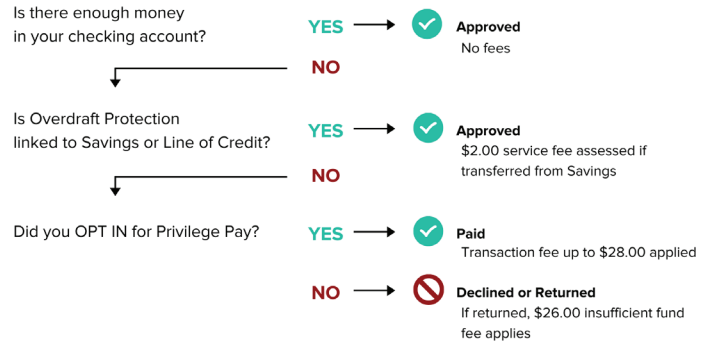 Is there enough money
in your checking account?
YES
Approved
No fees
NO
Is Overdraft Protection
linked to Savings or Line of Credit?
YES
Approved
$2.00 service fee assessed if
transferred from Savings
NO
Did you OPT IN for Privilege Pay?
YES
Paid
Transaction fee up to $28.00 applied
NO
Declined or Returned
If returned, $26.00 insufficient fund
fee applies